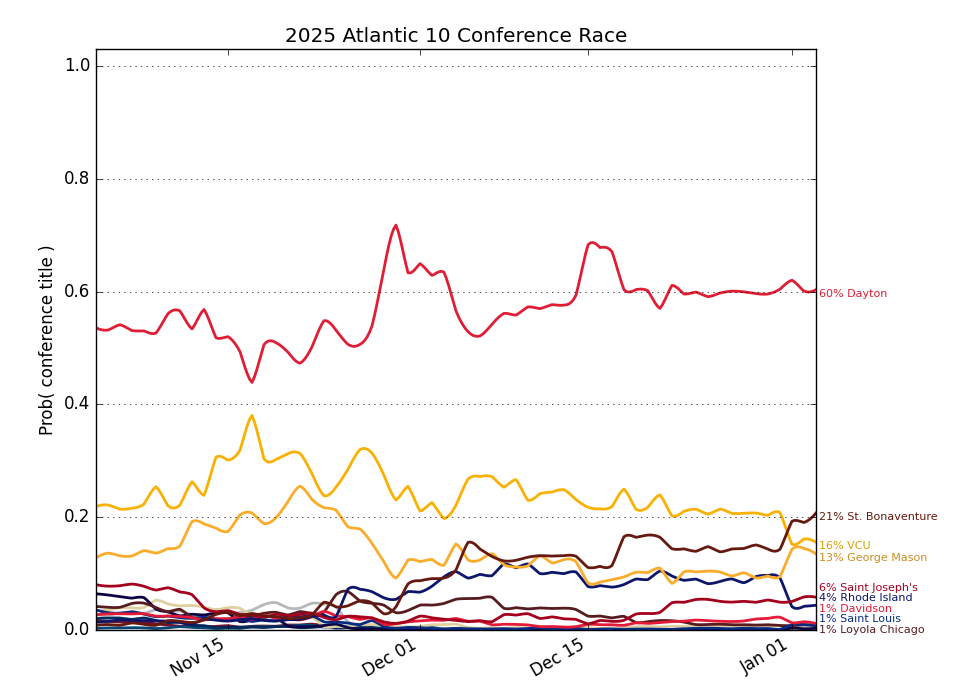 2025 Atlantic 10 Conference Race
Prob( conference title )
1.0
0.8
0.6
0.4
0.2
0.0
Nov 15
Dec 01
Dec 15
Jan 01
60% Dayton
21% St. Bonaventure
16% VCU
13% George Mason
6% Saint Joseph's
4% Rhode Island
1% Davidson
1% Saint Louis
1% Loyola Chicago